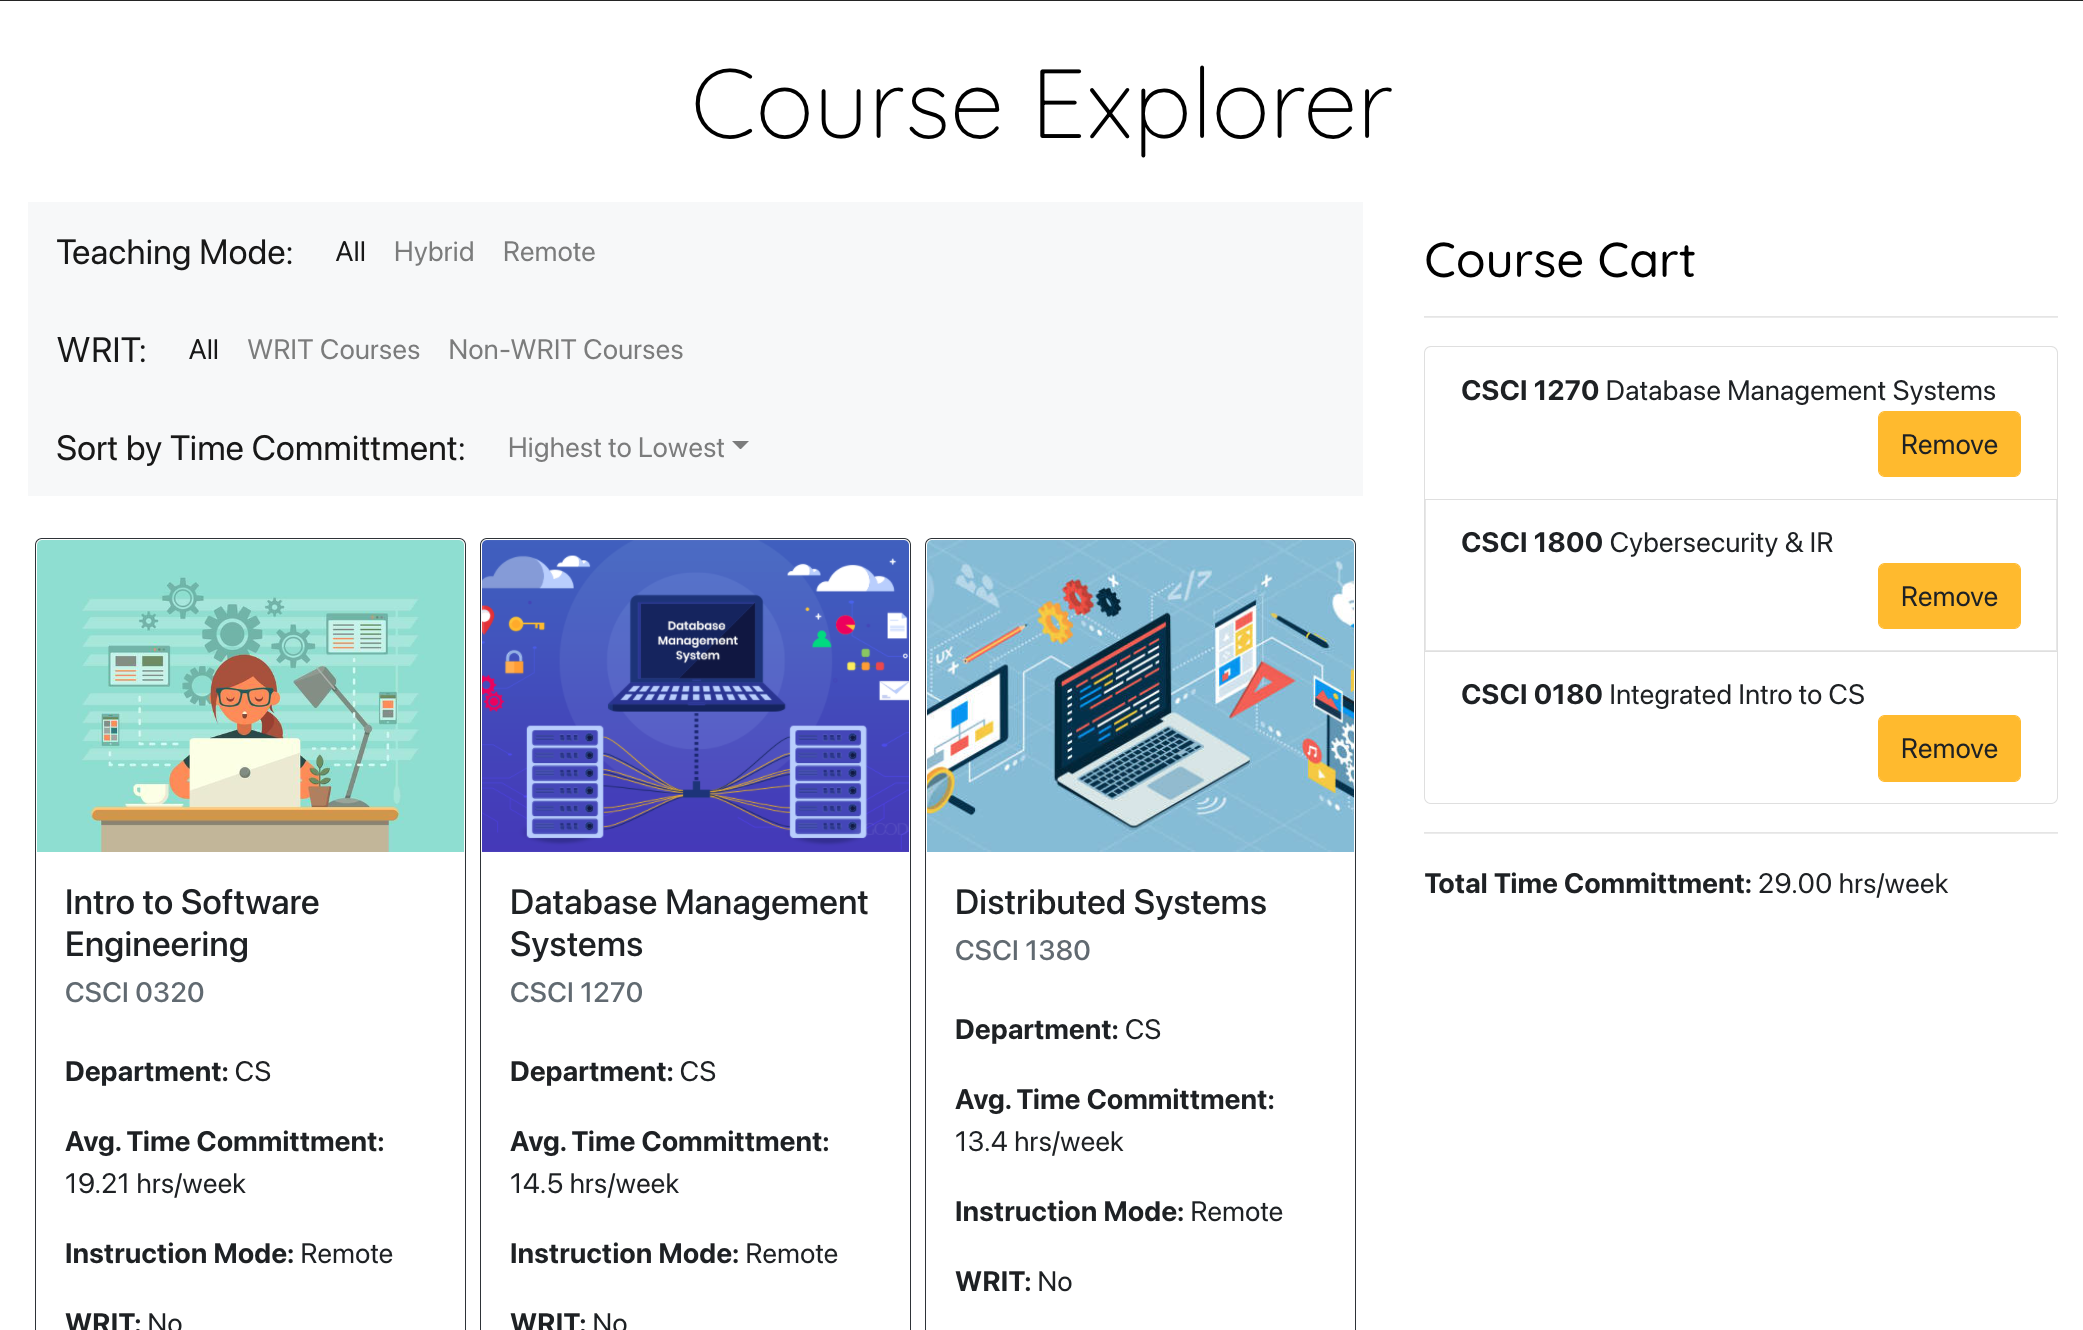 Course Explorer
Teaching Mode: All Hybrid Remote
WRIT: All WRIT Courses Non-WRIT Courses
Sort by Time Committment: Highest to Lowest
Database
Management
System
UX
</>
Intro to Software
Engineering
CSCI 0320
Department: CS
Avg. Time Committment:
19.21 hrs/week
Instruction Mode: Remote
WRIT: No
Database Management
Systems
CSCI 1270
Department: CS
Avg. Time Committment:
14.5 hrs/week
Instruction Mode: Remote
WRIT: No
Distributed Systems
CSCI 1380
Department: CS
Avg. Time Committment:
13.4 hrs/week
Instruction Mode: Remote
WRIT: No
Course Cart
CSCI 1270 Database Management Systems
Remove
CSCI 1800 Cybersecurity & IR
Remove
CSCI 0180 Integrated Intro to CS
Remove
Total Time Committment: 29.00 hrs/week